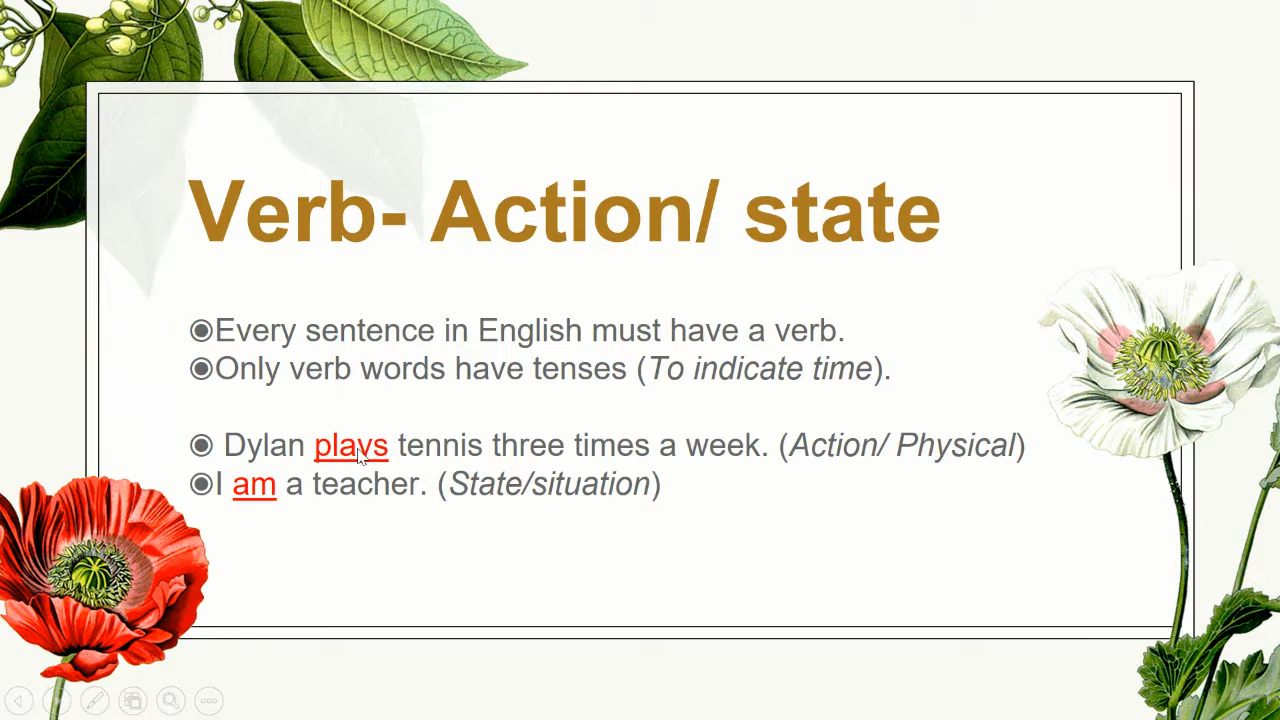 Verb- Action/ state
◉Every sentence in English must have a verb.
◉Only verb words have tenses (To indicate time).
◉ Dylan plays tennis three times a week. (Action/ Physical)
◉I am a teacher. (State/situation)